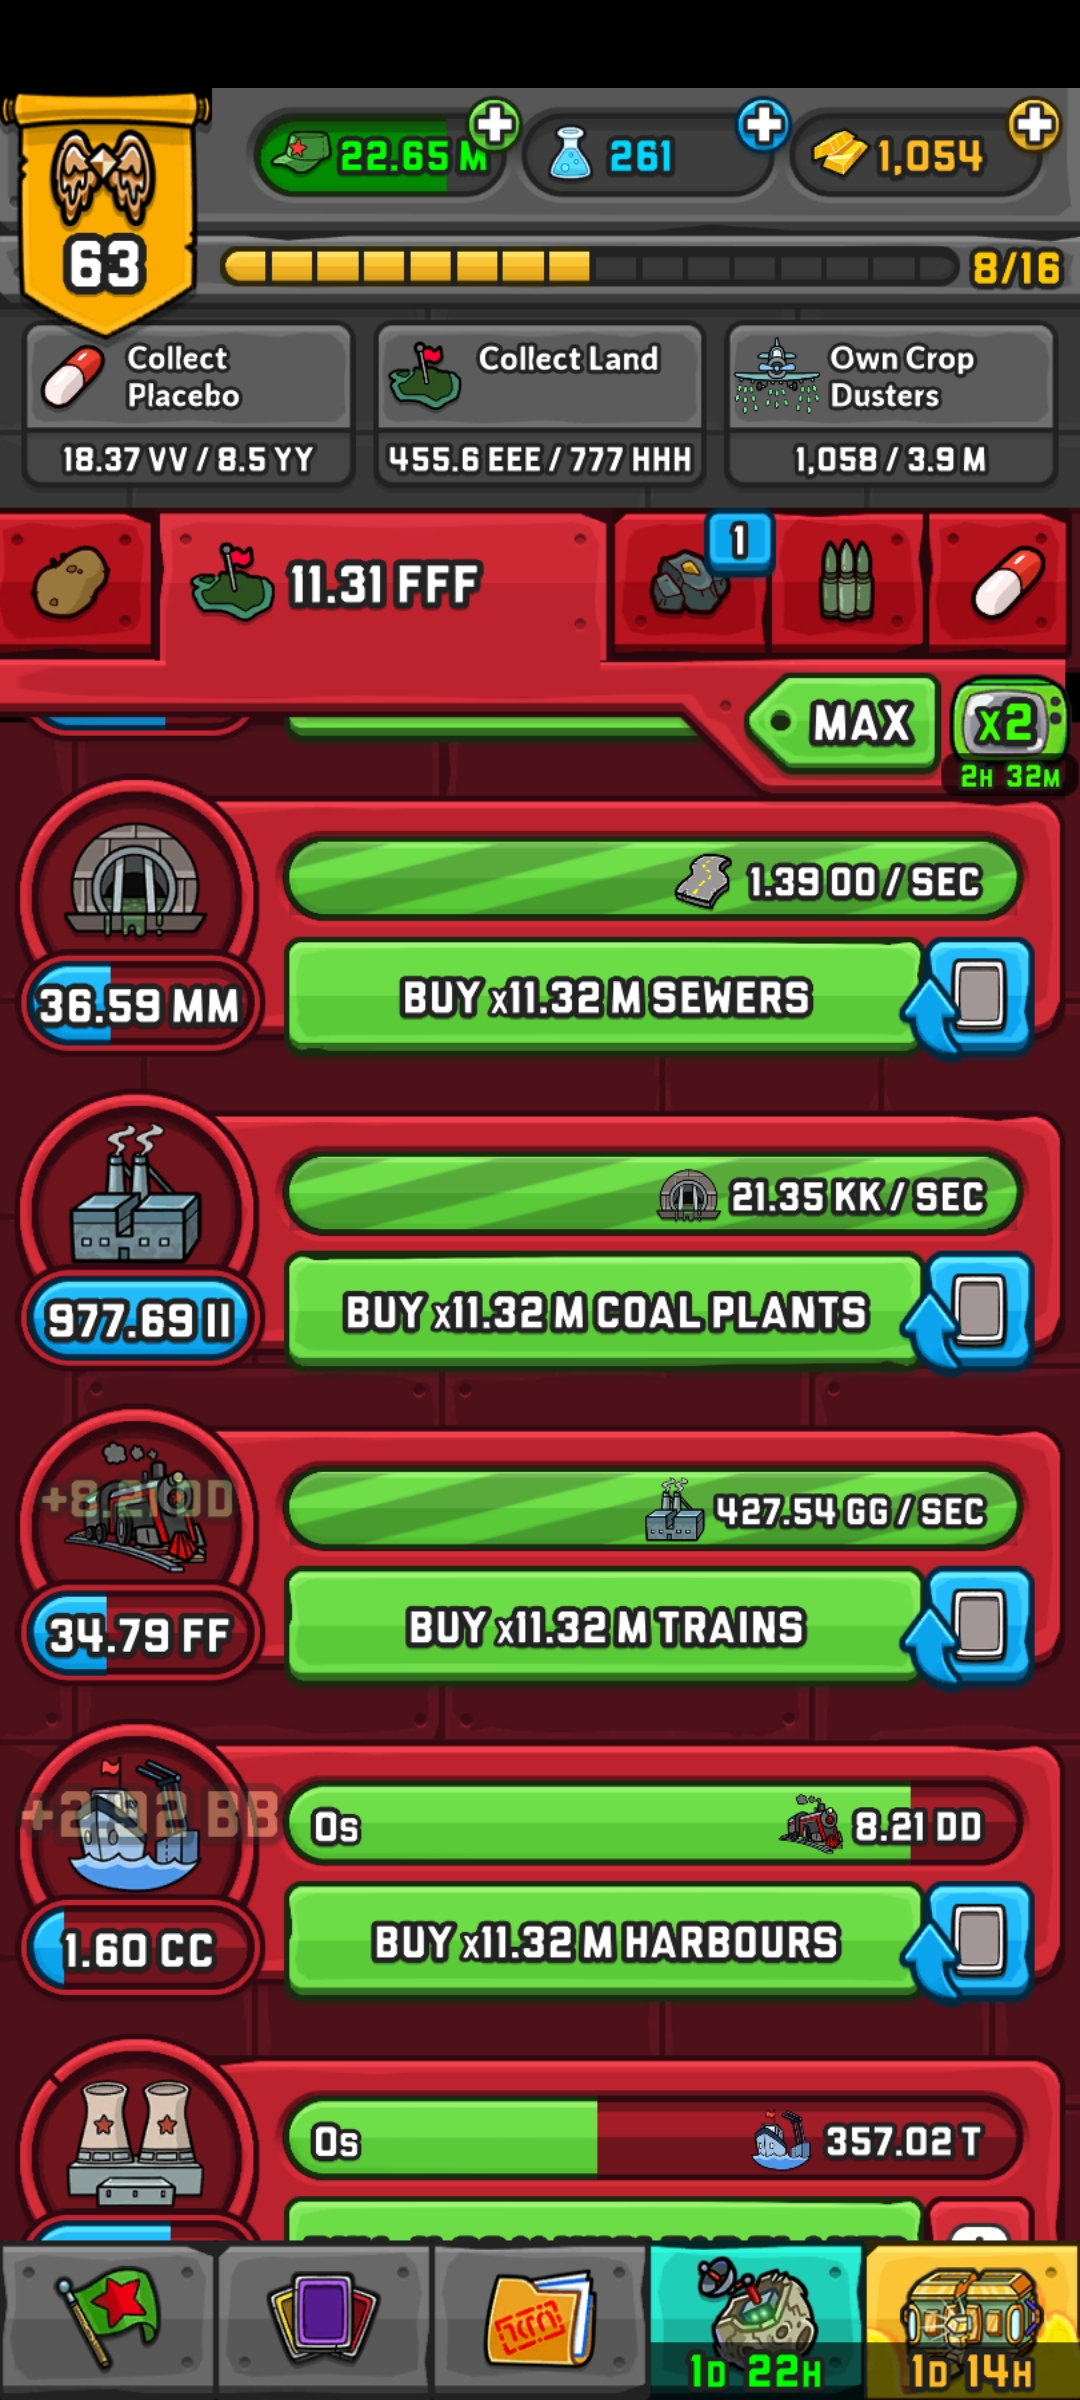 22.65 M
261
1,054
63
8/16
Collect
Placebo
18.37 VV / 8.5 YY
Collect Land
455.6 EEE / 777 HHH
Own Crop
Dusters
1,058 / 3.9 M
11.31 FFF
1
MAX
x2
2H 32M
1.39 OO / SEC
36.59 MM
BUY x11.32 M SEWERS
21.35 KK / SEC
977.69 II
BUY x11.32 M COAL PLANTS
+8.21 DD
427.54 GG / SEC
34.79 FF
BUY x11.32 M TRAINS
+2.92 BB
0s
8.21 DD
1.60 CC
BUY x11.32 M HARBOURS
0s
357.02 T
1D 22H
1D 14H